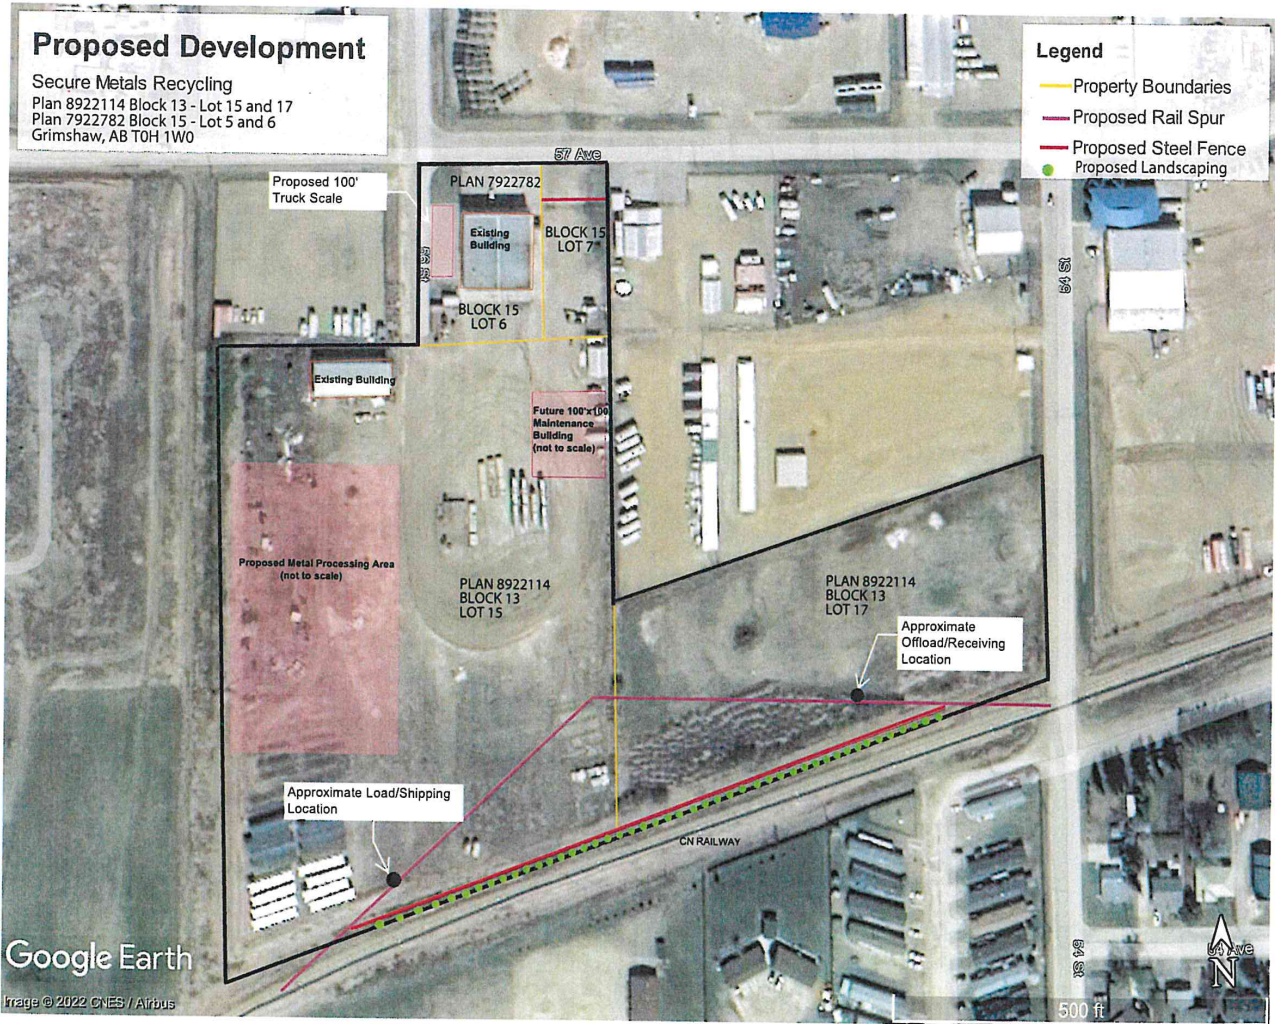 Proposed Development
Secure Metals Recycling
Plan 8922114 Block 13 - Lot 15 and 17
Plan 7922782 Block 15 - Lot 5 and 6
Grimshaw, AB T0H 1W0
Legend
Property Boundaries
Proposed Rail Spur
Proposed Steel Fence
Proposed Landscaping
57 Ave
Proposed 100'
Truck Scale
PLAN 7922782
Existing
Building
BLOCK 15
LOT 7
BLOCK 15
LOT 6
54 St
Existing Building
Future 100'x100
Maintenance
Building
(not to scale)
Proposed Metal Processing Area
(not to scale)
PLAN 8922114
BLOCK 13
LOT 15
PLAN 8922114
BLOCK 13
LOT 17
Approximate
Offload/Receiving
Location
Approximate Load/Shipping
Location
CN RAILWAY
Google Earth
Image © 2022 CNES / Airbus
54 St
Ave
N
500 ft